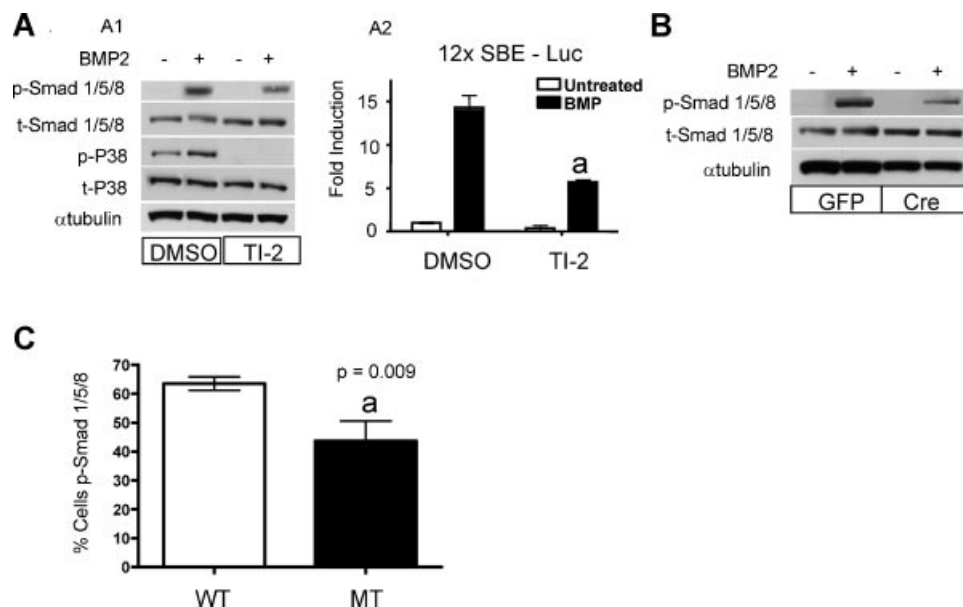 A
A1
BMP2 - + - +
p-Smad 1/5/8
t-Smad 1/5/8
p-P38
t-P38
αtubulin
DMSO TI-2
A2
12x SBE - Luc
Untreated
BMP
Fold Induction
15
10
5
0
a
DMSO TI-2
B
BMP2 - + - +
p-Smad 1/5/8
t-Smad 1/5/8
αtubulin
GFP Cre
C
% Cells p-Smad 1/5/8
70
60
50
40
30
20
10
0
p = 0.009
a
WT MT